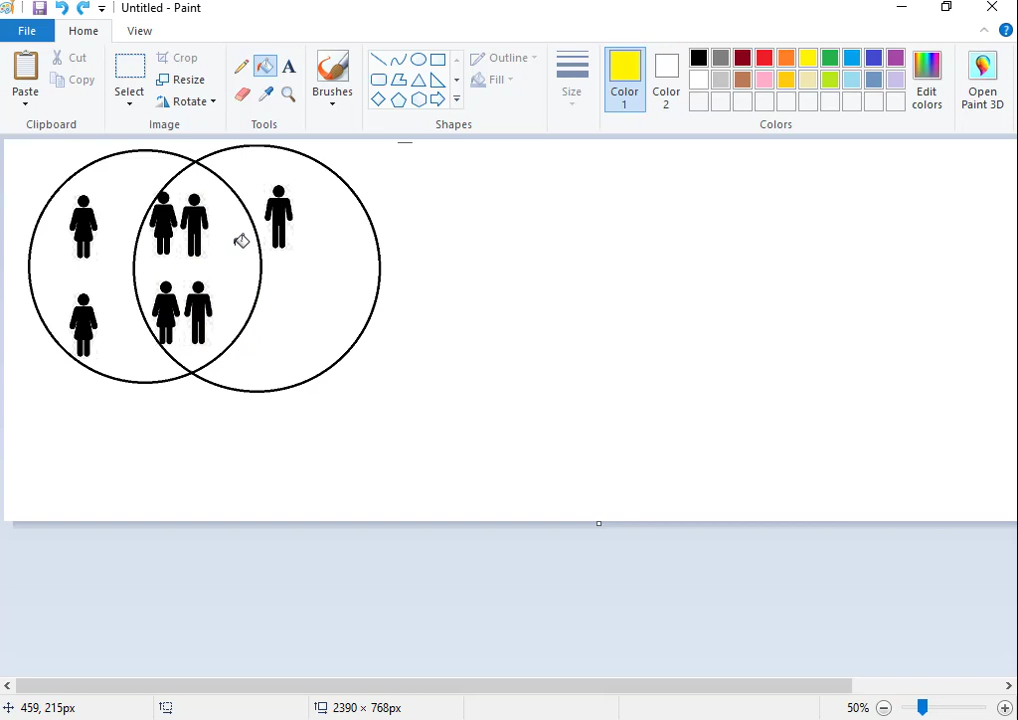 Untitled - Paint
File Home View
Paste
Cut
Copy
Clipboard
Select
Crop
Resize
Rotate
Image
A
Tools
Brushes
Outline
Fill
Shapes
Size
Color 1
Color 2
Edit colors
Colors
Open Paint 3D
459, 215px
2390 × 768px
50%